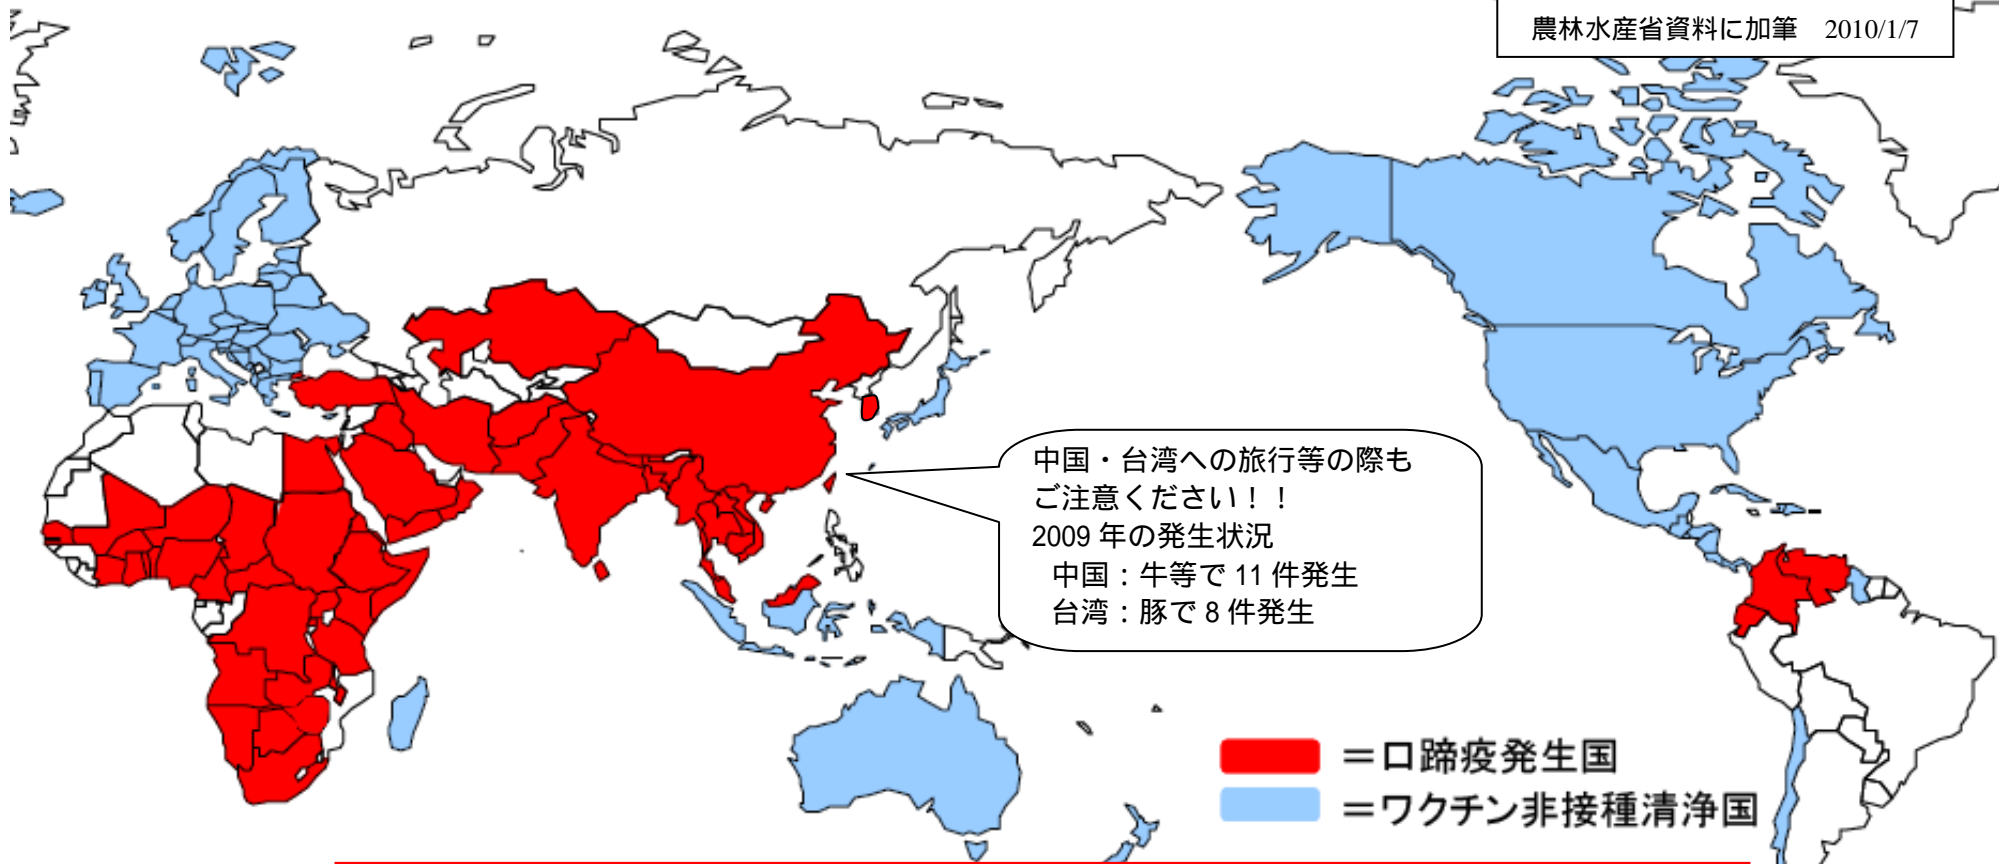 農林水産省資料に加筆　2010/1/7
中国・台湾への旅行等の際も
ご注意ください！！
2009 年の発生状況
中国：牛等で 11 件発生
台湾：豚で 8 件発生
＝口蹄疫発生国
＝ワクチン非接種清浄国